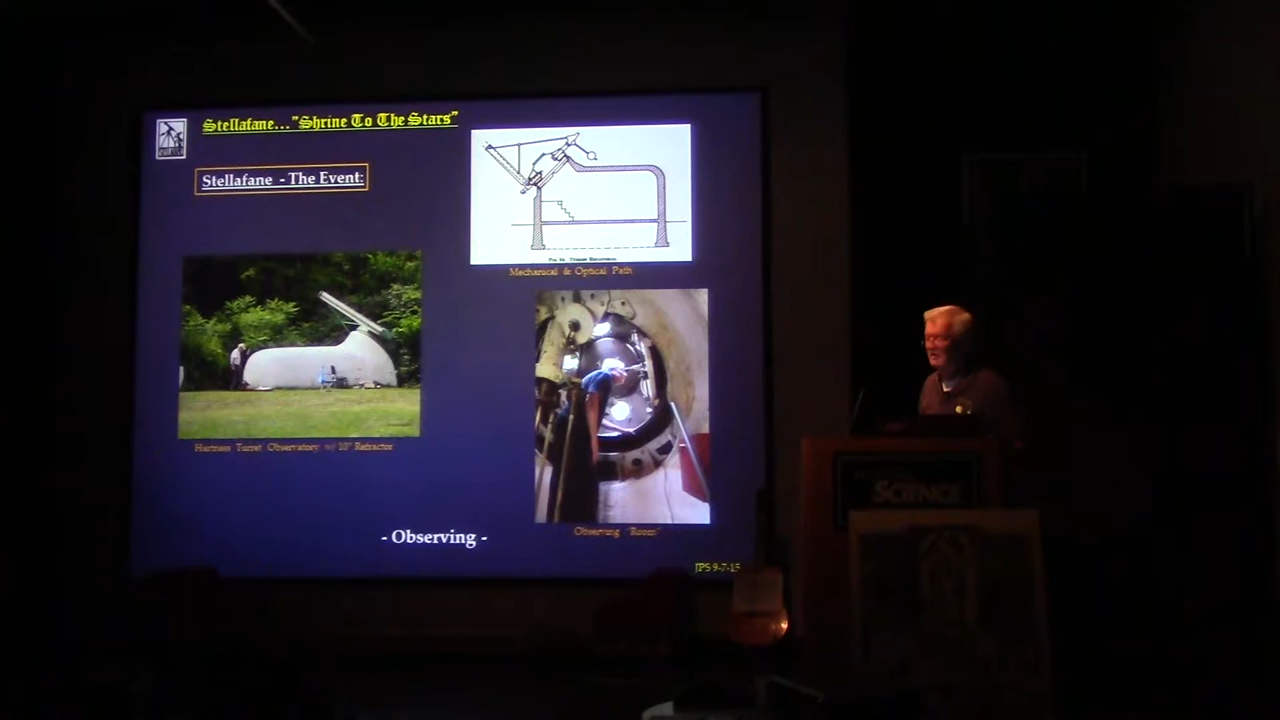 Stellafane..."Shrine To The Stars"
Stellafane - The Event:
Mechanical & Optical Path
Hartness Turret Observatory w/ 10" Refractor
Observing "Room"
- Observing -
JPS 9-7-15
SCIENCE